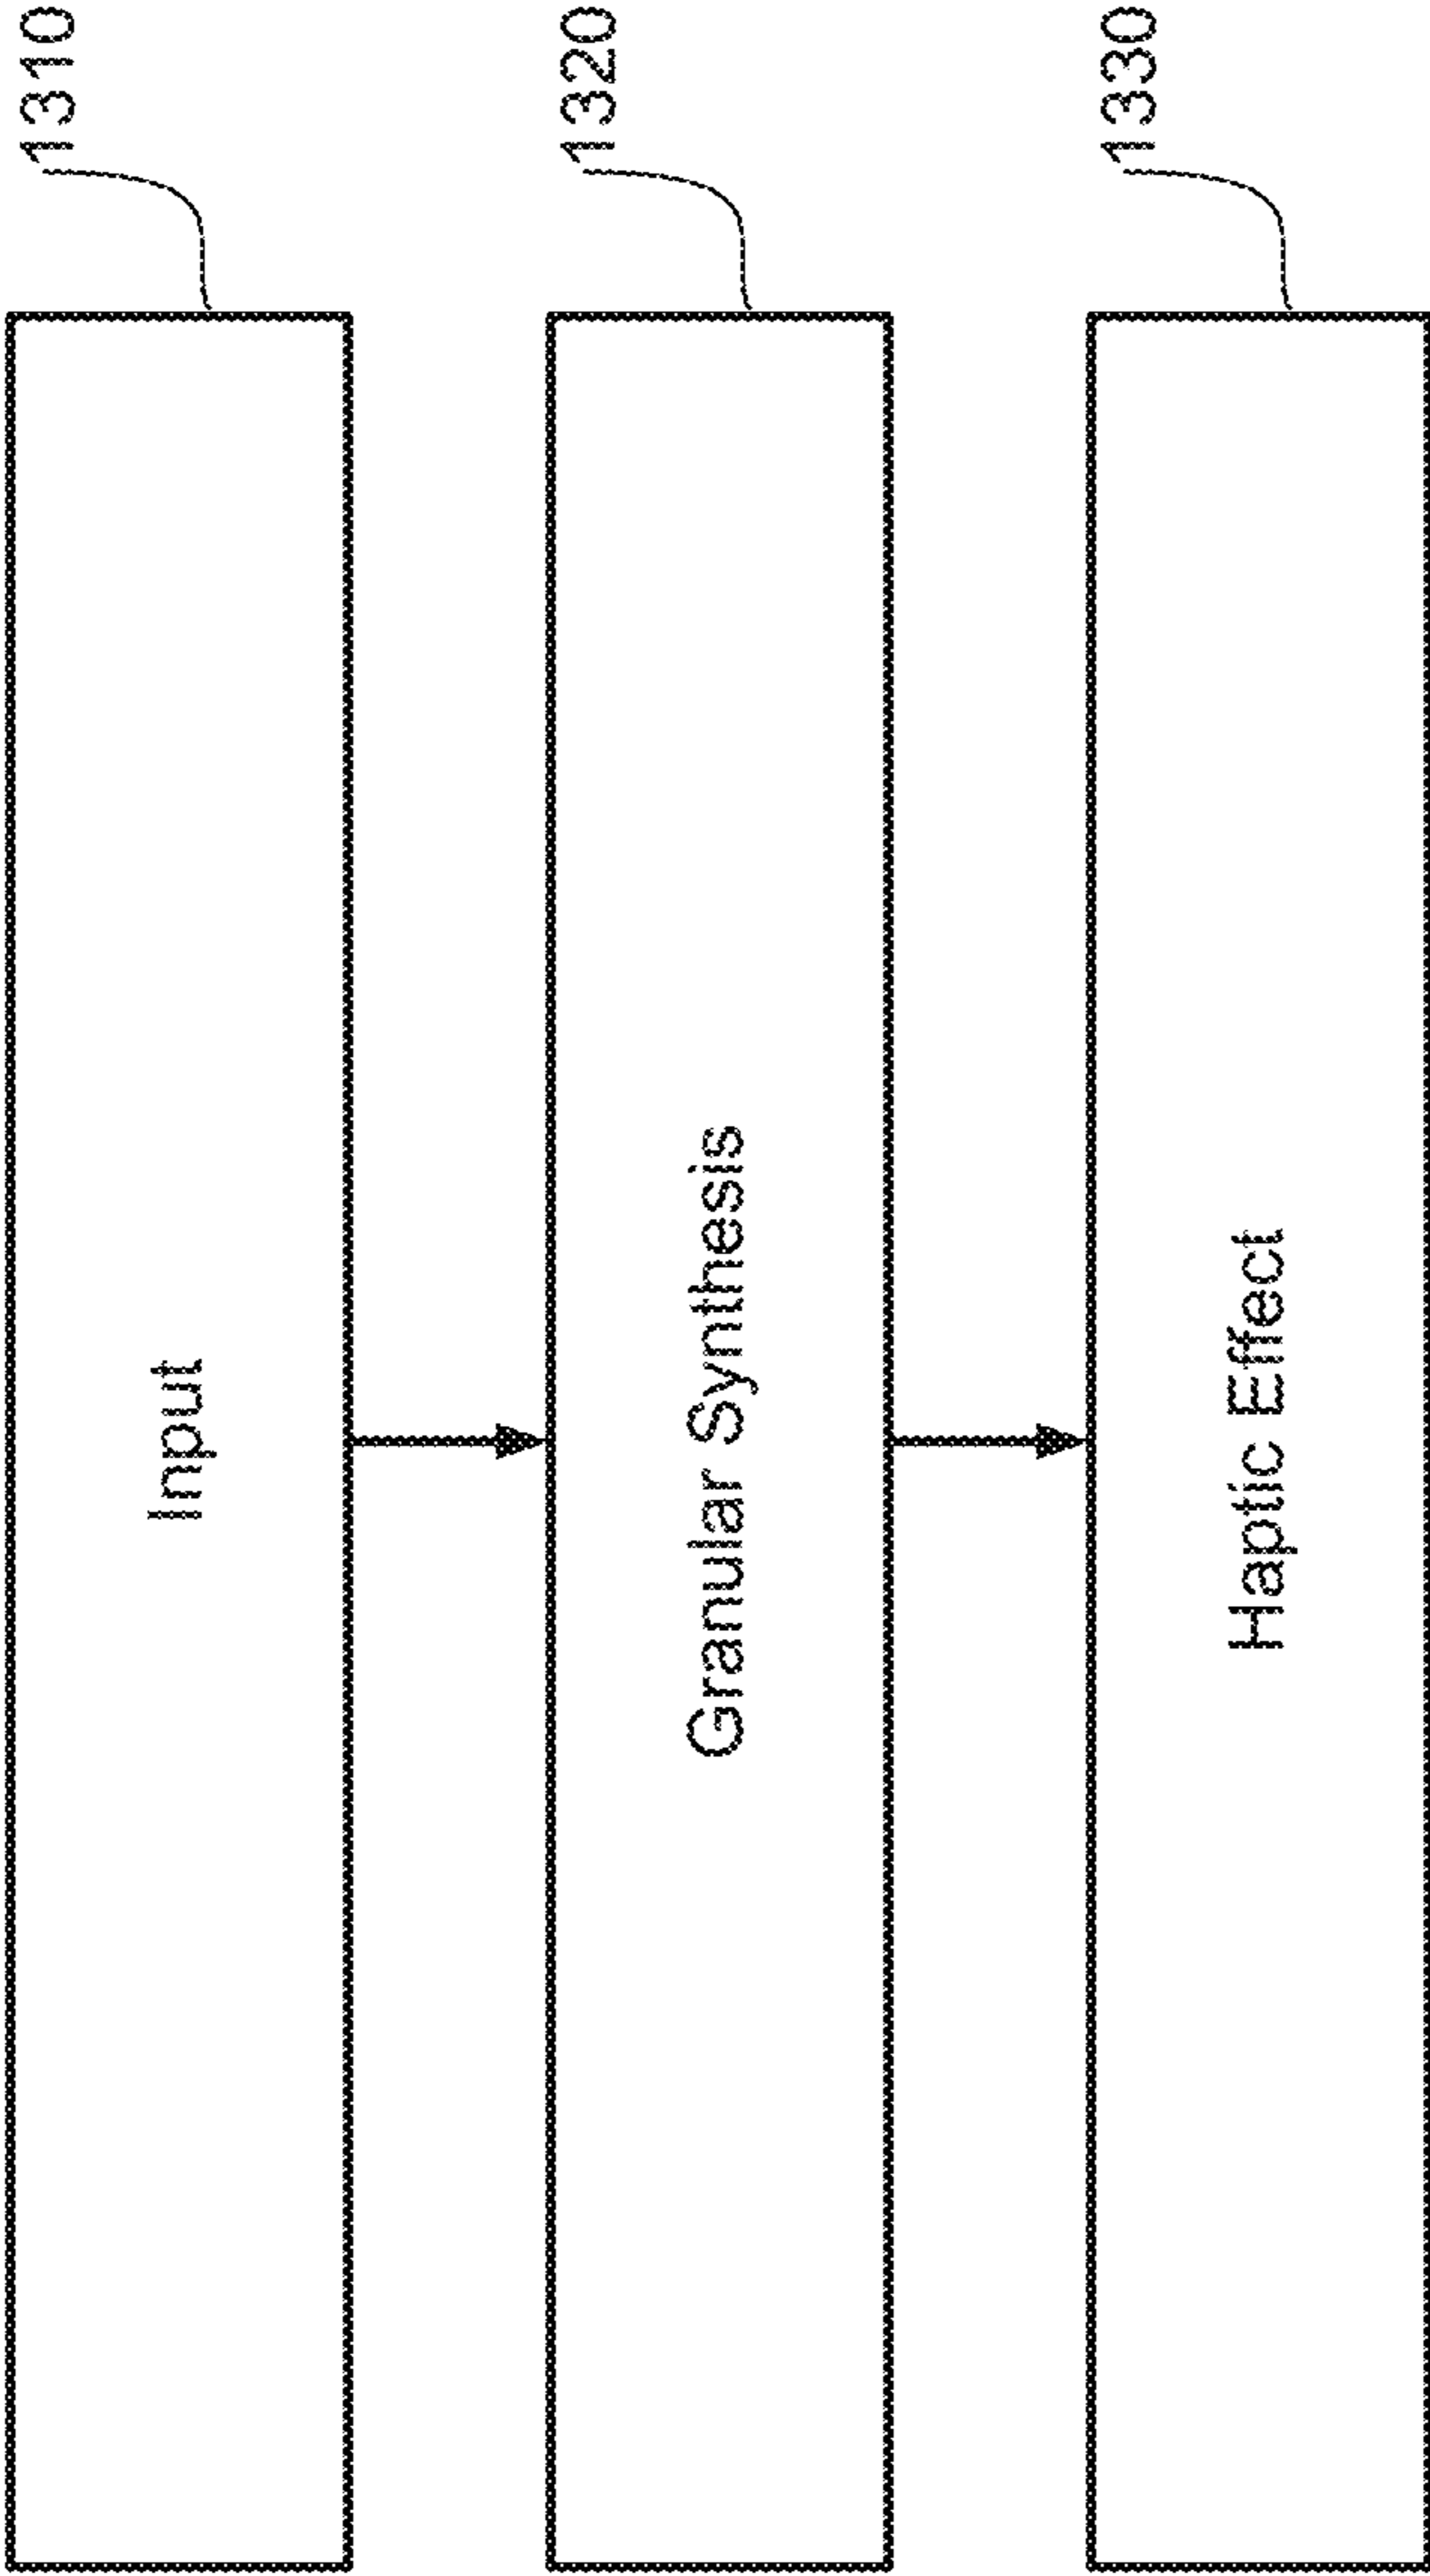 Input
1310
Granular Synthesis
1320
Haptic Effect
1330